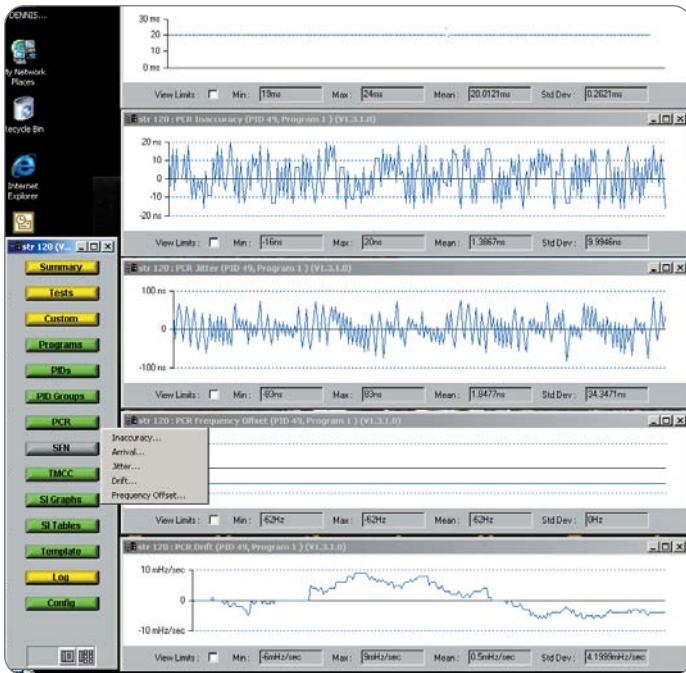 DENNIS...
My Network
Places
Recycle Bin
Internet
Explorer
str 120 (V...
Summary
Tests
Custom
Programs
PIDs
PID Groups
PCR
SFN
TMCC
SI Graphs
SI Tables
Template
Log
Config
Inaccuracy...
Arrival...
Jitter...
Drift...
Frequency Offset...
30
20
10
0 ms
View Limits : Min : 19ms Max : 24ms Mean : 20.0121ms Std Dev : 0.2621ms
str 120 : PCR Inaccuracy (PID 49, Program 1 ) (V1.3.1.0)
20 ns
10
0
-10
-20 ns
View Limits : Min : -16ns Max : 20ns Mean : 1.3867ns Std Dev : 9.9946ns
str 120 : PCR Jitter (PID 49, Program 1 ) (V1.3.1.0)
100 ns
0
-100 ns
View Limits : Min : -83ns Max : 83ns Mean : 1.8477ns Std Dev : 34.3471ns
str 120 : PCR Frequency Offset (PID 49, Program 1 ) (V1.3.1.0)
View Limits : Min : -62Hz Max : -62Hz Mean : -62Hz Std Dev : 0Hz
str 120 : PCR Drift (PID 49, Program 1 ) (V1.3.1.0)
10 mHz/sec
0
-10 mHz/sec
View Limits : Min : -6mHz/sec Max : 9mHz/sec Mean : 0.5mHz/sec Std Dev : 4.1999mHz/sec